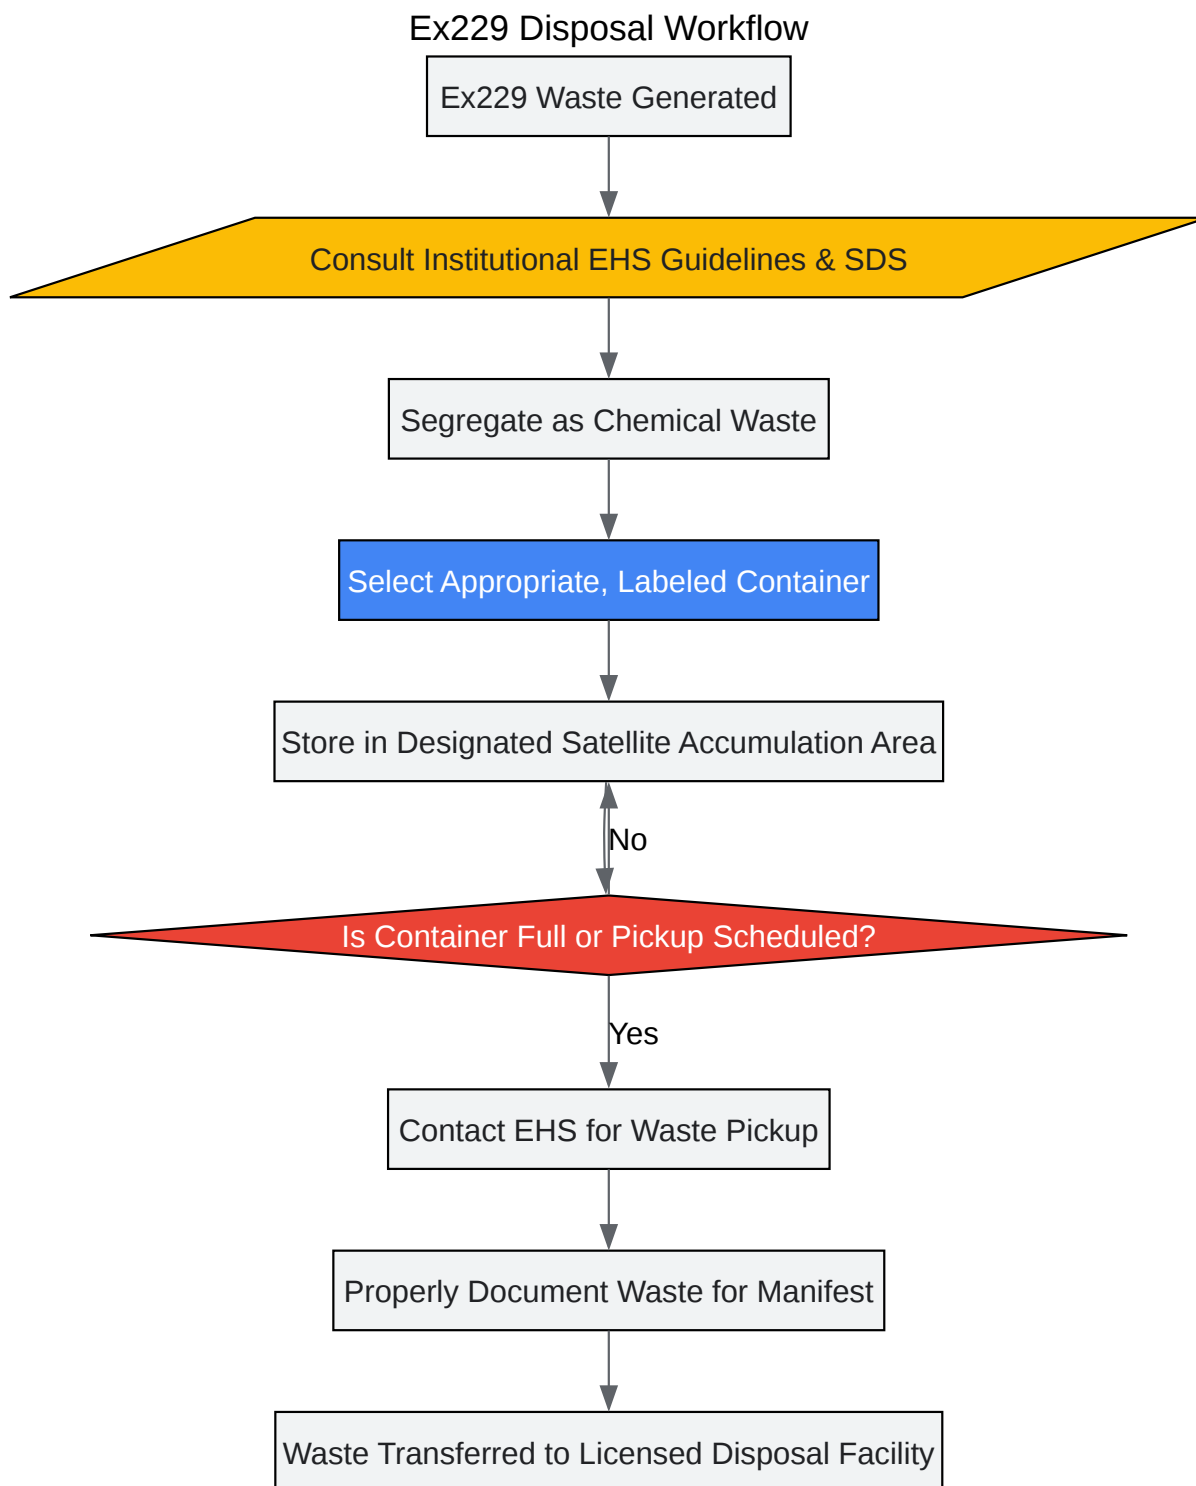 Ex229 Disposal Workflow
Ex229 Waste Generated
Consult Institutional EHS Guidelines & SDS
Segregate as Chemical Waste
Select Appropriate, Labeled Container
Store in Designated Satellite Accumulation Area
No
Is Container Full or Pickup Scheduled?
Yes
Contact EHS for Waste Pickup
Properly Document Waste for Manifest
Waste Transferred to Licensed Disposal Facility